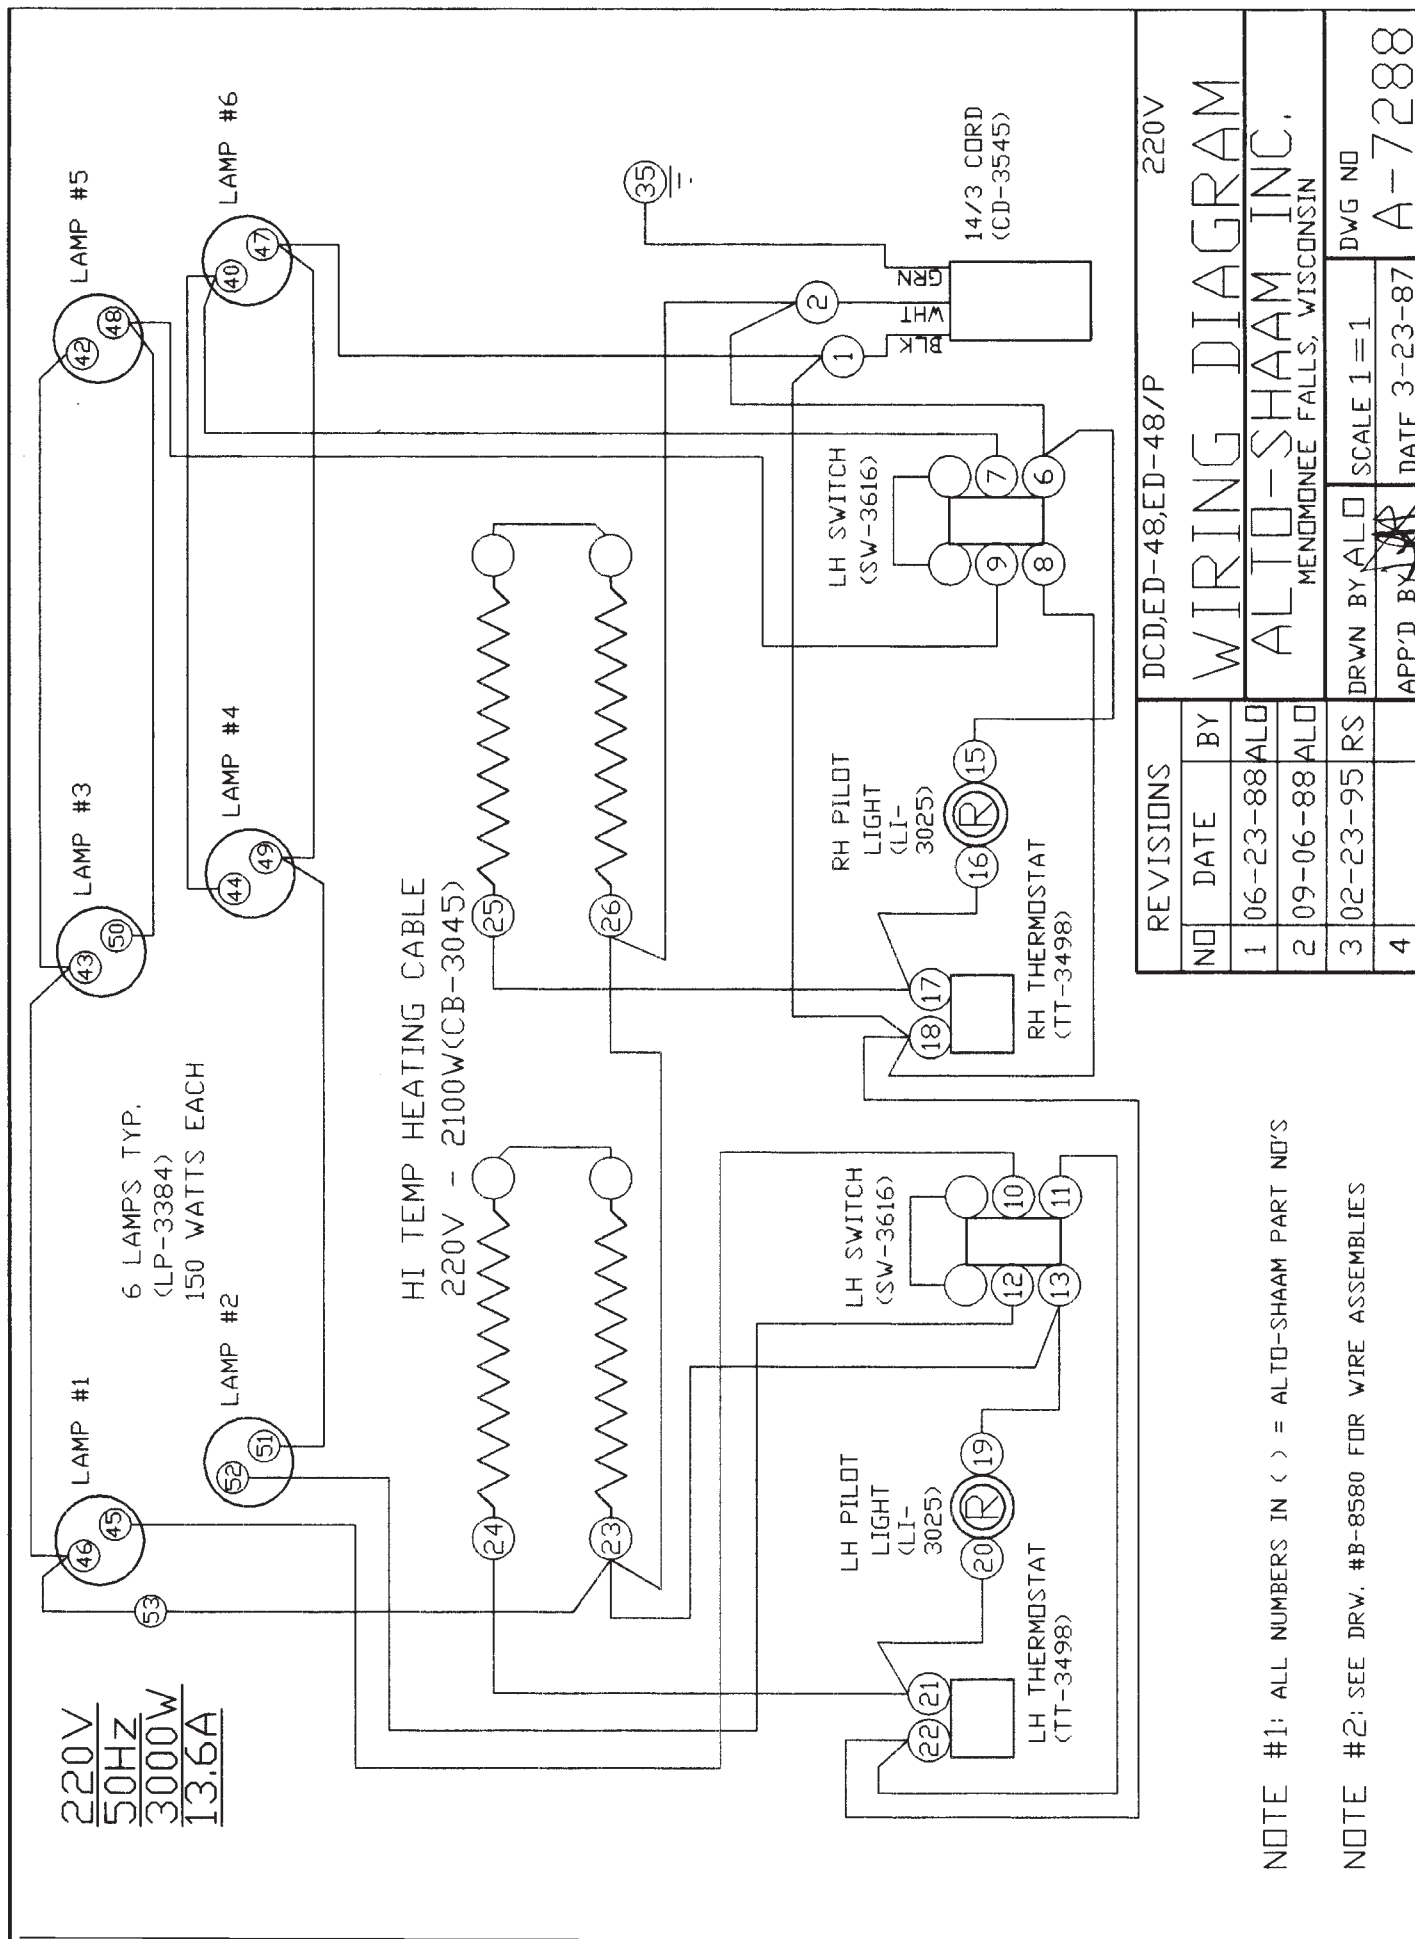 220V
50Hz
3000W
13.6A
LAMP #1
LAMP #3
LAMP #5
46
45
43
50
42
48
53
6 LAMPS TYP.
(LP-3384)
150 WATTS EACH
LAMP #2
LAMP #4
LAMP #6
52
51
44
49
40
47
HI TEMP HEATING CABLE
220V - 2100W(CB-3045)
24
25
23
26
35
14/3 CORD
(CD-3545)
GRN
WHT
BLK
2
1
LH PILOT
LIGHT
(LI-
3025)
20
R
19
LH SWITCH
(SW-3616)
12
10
13
11
RH PILOT
LIGHT
(LI-
3025)
16
R
15
LH SWITCH
(SW-3616)
9
7
8
6
22
21
LH THERMOSTAT
(TT-3498)
18
17
RH THERMOSTAT
(TT-3498)
NOTE #1: ALL NUMBERS IN ( ) = ALTO-SHAAM PART NO'S
NOTE #2: SEE DRW. #B-8580 FOR WIRE ASSEMBLIES
REVISIONS
NO DATE BY
1 06-23-88 ALO
2 09-06-88 ALO
3 02-23-95 RS
4
DCD,ED-48,ED-48/P 220V
WIRING DIAGRAM
ALTO-SHAAM INC.
MENOMONEE FALLS, WISCONSIN
DRWN BY ALO SCALE 1=1 DWG NO
APP'D BY DATE 3-23-87 A-7288